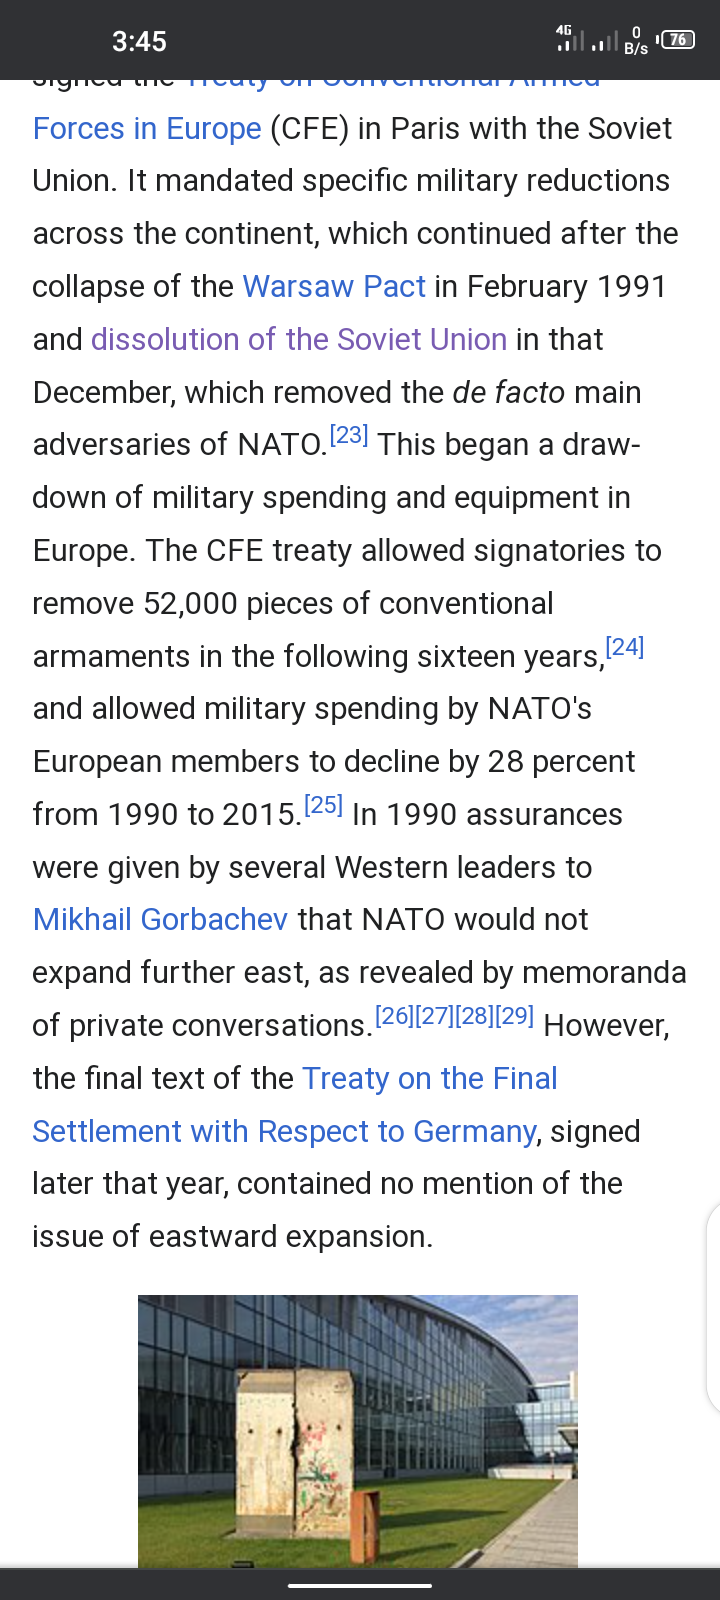 3:45
4G
0
B/s
76
signed the Treaty on Conventional Armed
Forces in Europe (CFE) in Paris with the Soviet
Union. It mandated specific military reductions
across the continent, which continued after the
collapse of the Warsaw Pact in February 1991
and dissolution of the Soviet Union in that
December, which removed the de facto main
adversaries of NATO.[23] This began a draw-
down of military spending and equipment in
Europe. The CFE treaty allowed signatories to
remove 52,000 pieces of conventional
armaments in the following sixteen years,[24]
and allowed military spending by NATO's
European members to decline by 28 percent
from 1990 to 2015.[25] In 1990 assurances
were given by several Western leaders to
Mikhail Gorbachev that NATO would not
expand further east, as revealed by memoranda
of private conversations.[26][27][28][29] However,
the final text of the Treaty on the Final
Settlement with Respect to Germany, signed
later that year, contained no mention of the
issue of eastward expansion.